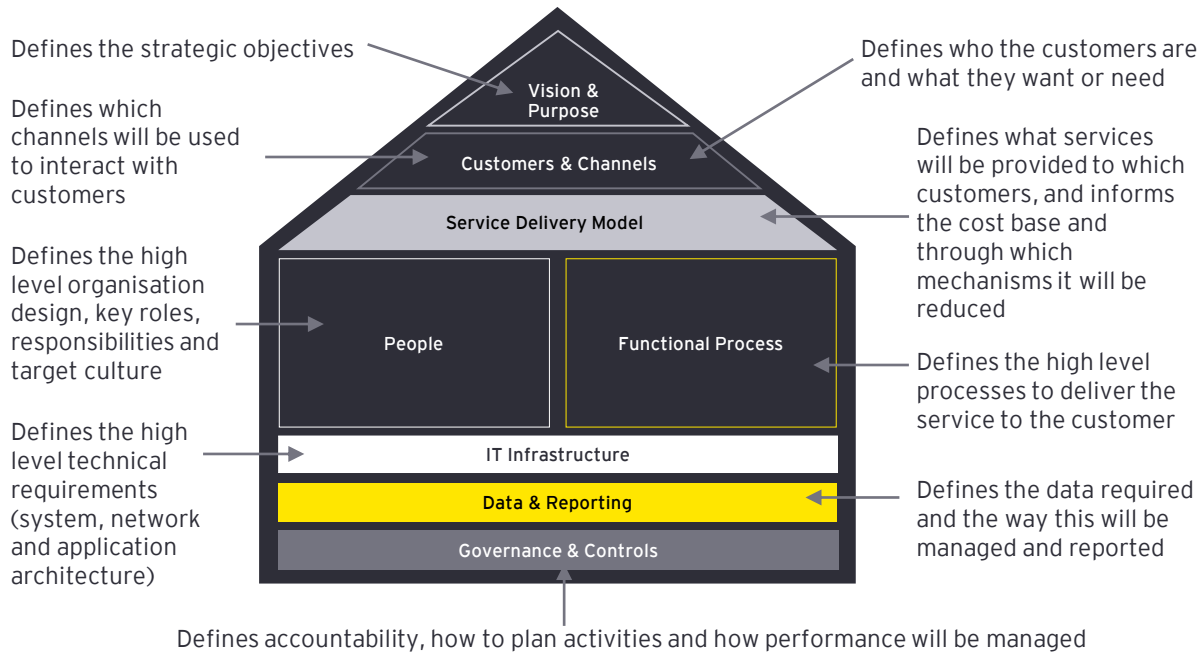 Defines the strategic objectives
Defines which
channels will be used
to interact with
customers
Defines the high
level organisation
design, key roles,
responsibilities and
target culture
Defines the high
level technical
requirements
(system, network
and application
architecture)
Vision &
Purpose
Customers & Channels
Service Delivery Model
People
Functional Process
IT Infrastructure
Data & Reporting
Governance & Controls
Defines who the customers are
and what they want or need
Defines what services
will be provided to which
customers, and informs
the cost base and
through which
mechanisms it will be
reduced
Defines the high level
processes to deliver the
service to the customer
Defines the data required
and the way this will be
managed and reported
Defines accountability, how to plan activities and how performance will be managed